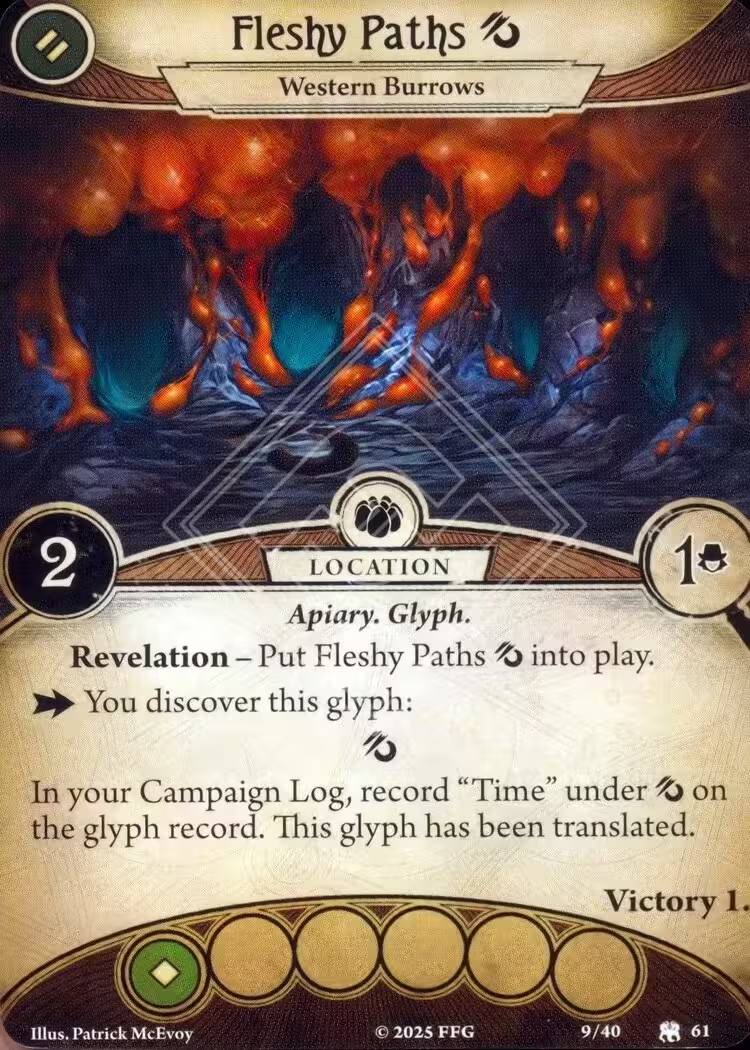 Fleshy Paths
Western Burrows
2
LOCATION
1
Apiary. Glyph.
Revelation – Put Fleshy Paths into play.
You discover this glyph:
In your Campaign Log, record “Time” under on
the glyph record. This glyph has been translated.
Victory 1.
Illus. Patrick McEvoy
© 2025 FFG
9/40
61